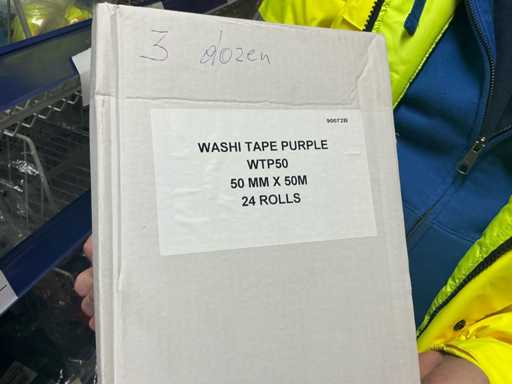 3 dozen
90072B
WASHI TAPE PURPLE
WTP50
50 MM X 50M
24 ROLLS